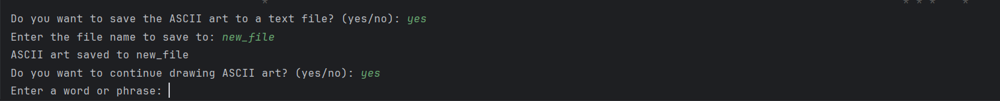 * * * * *
Do you want to save the ASCII art to a text file? (yes/no): yes
Enter the file name to save to: new_file
ASCII art saved to new_file
Do you want to continue drawing ASCII art? (yes/no): yes
Enter a word or phrase: